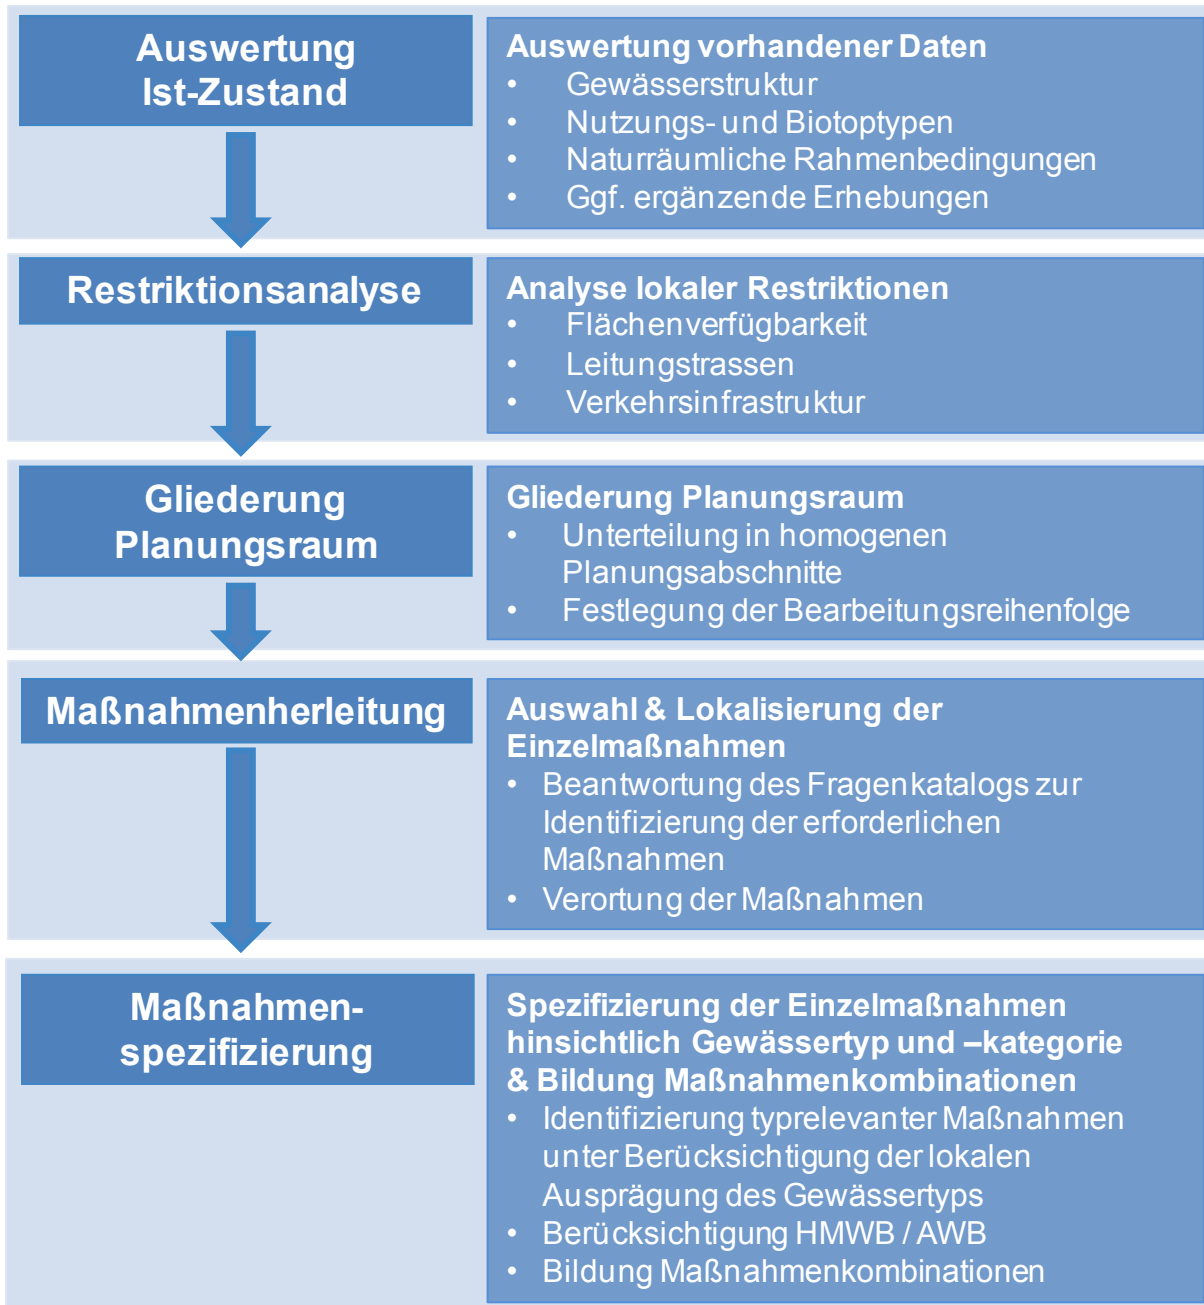 Auswertung
Ist-Zustand
Auswertung vorhandener Daten
• Gewässerstruktur
• Nutzungs- und Biotoptypen
• Naturräumliche Rahmenbedingungen
• Ggf. ergänzende Erhebungen
Restriktionsanalyse
Analyse lokaler Restriktionen
• Flächenverfügbarkeit
• Leitungstrassen
• Verkehrsinfrastruktur
Gliederung
Planungsraum
Gliederung Planungsraum
• Unterteilung in homogenen
Planungsabschnitte
• Festlegung der Bearbeitungsreihenfolge
Maßnahmenherleitung
Auswahl & Lokalisierung der
Einzelmaßnahmen
• Beantwortung des Fragenkatalogs zur
Identifizierung der erforderlichen
Maßnahmen
• Verortung der Maßnahmen
Maßnahmen-
spezifizierung
Spezifizierung der Einzelmaßnahmen
hinsichtlich Gewässertyp und –kategorie
& Bildung Maßnahmenkombinationen
• Identifizierung typrelevanter Maßnahmen
unter Berücksichtigung der lokalen
Ausprägung des Gewässertyps
• Berücksichtigung HMWB / AWB
• Bildung Maßnahmenkombinationen